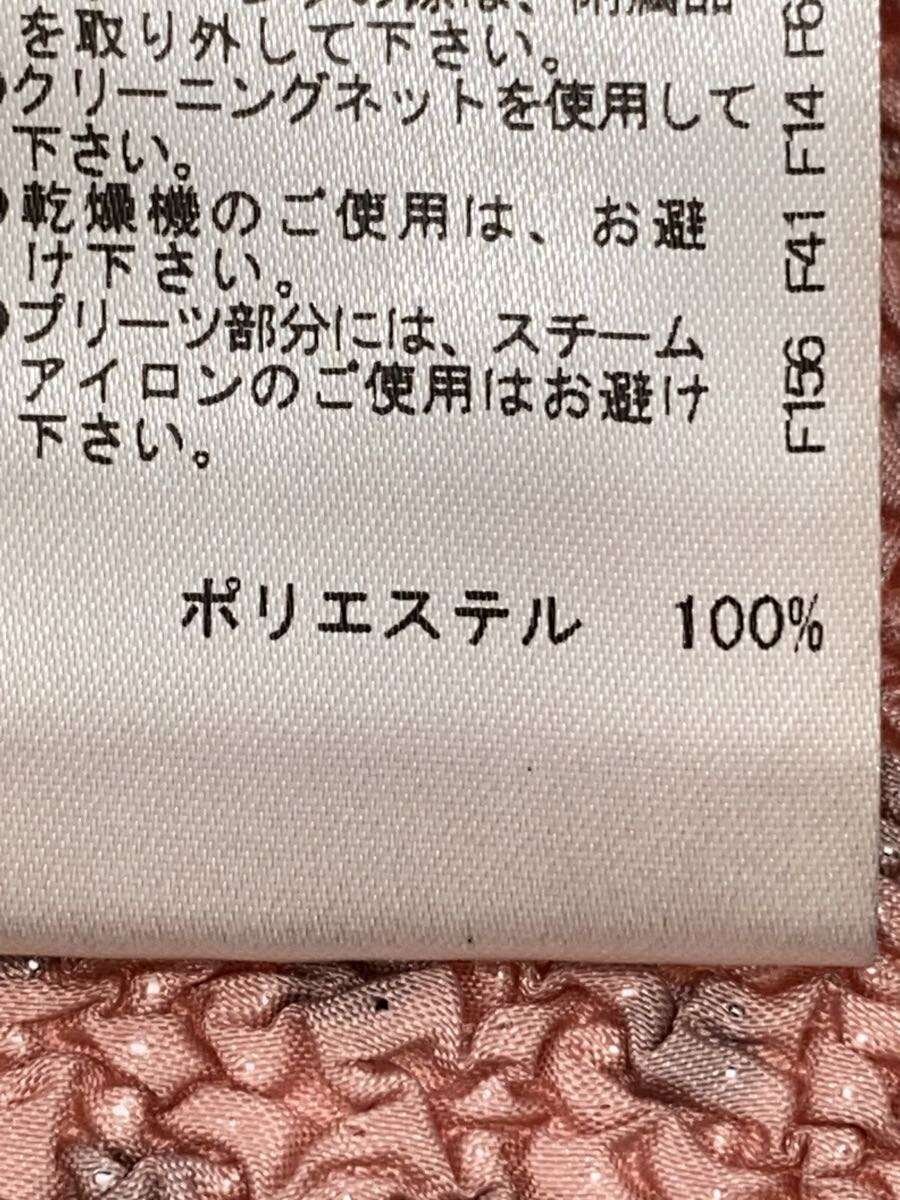 を取り外して下さい。
クリーニングネットを使用して
下さい。
乾燥機のご使用は、お避
け下さい。
プリーツ部分には、スチーム
アイロンのご使用はお避け
下さい。
ポリエステル 100%
F156 F41 F14